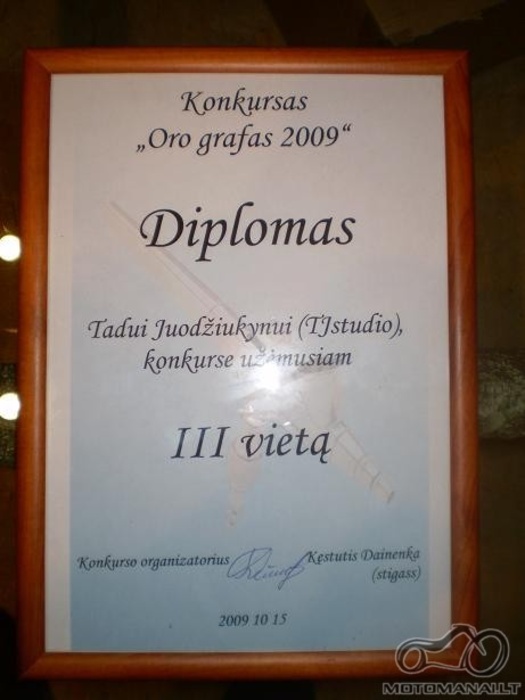 Konkursas
„Oro grafas 2009“
Diplomas
Tadui Juodžiukynui (TJstudio),
konkurse užėmusiam
III vietą
Konkurso organizatorius Kęstutis Dainenka
(stigass)
2009 10 15
MOTOMANAI.LT